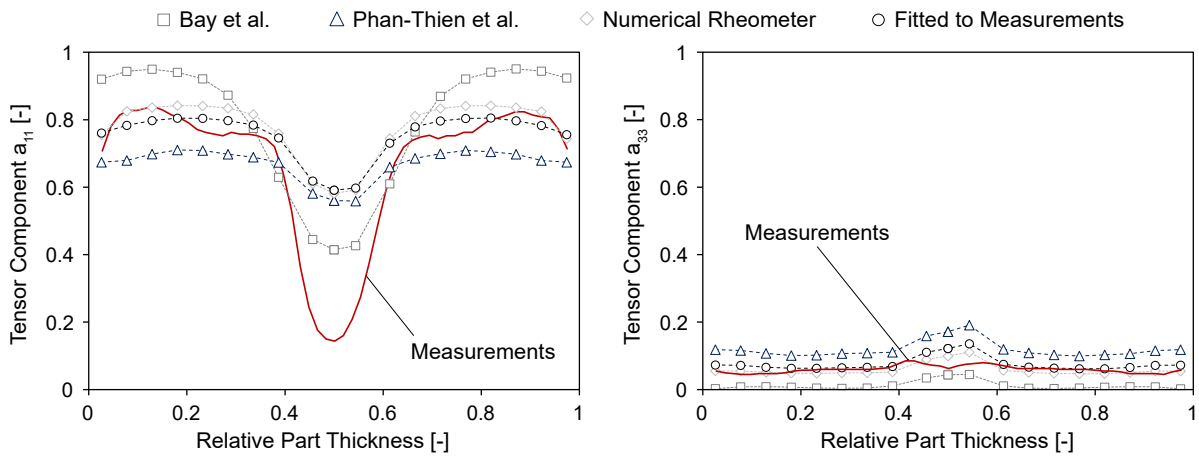 Bay et al. Phan-Thien et al. Numerical Rheometer Fitted to Measurements
Tensor Component a11 [-]
1
0.8
0.6
0.4
0.2
0
Measurements
0 0.2 0.4 0.6 0.8 1
Relative Part Thickness [-]
Tensor Component a33 [-]
1
0.8
0.6
0.4
0.2
0
Measurements
0 0.2 0.4 0.6 0.8 1
Relative Part Thickness [-]